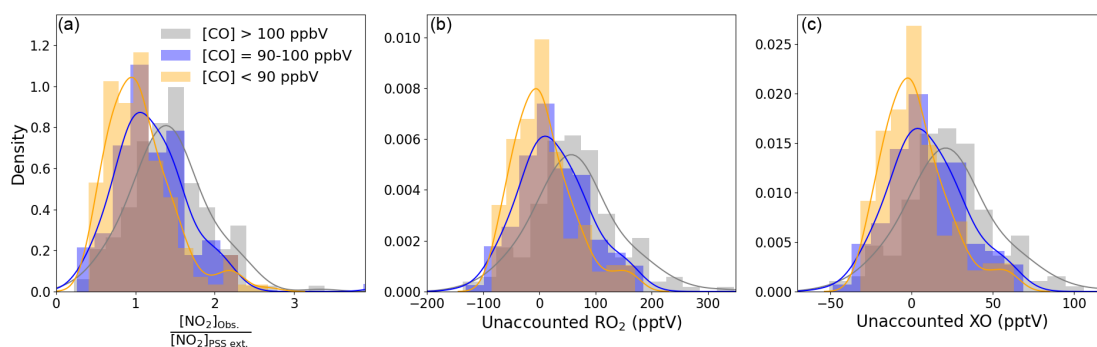 (a)
[CO] > 100 ppbV
[CO] = 90-100 ppbV
[CO] < 90 ppbV
Density
1.2
1.0
0.8
0.6
0.4
0.2
0.0
0 1 2 3
[NO₂]Obs.
[NO₂]PSS ext.
(b)
0.010
0.008
0.006
0.004
0.002
0.000
−200 −100 0 100 200 300
Unaccounted RO₂ (pptV)
(c)
0.025
0.020
0.015
0.010
0.005
0.000
−50 0 50 100
Unaccounted XO (pptV)